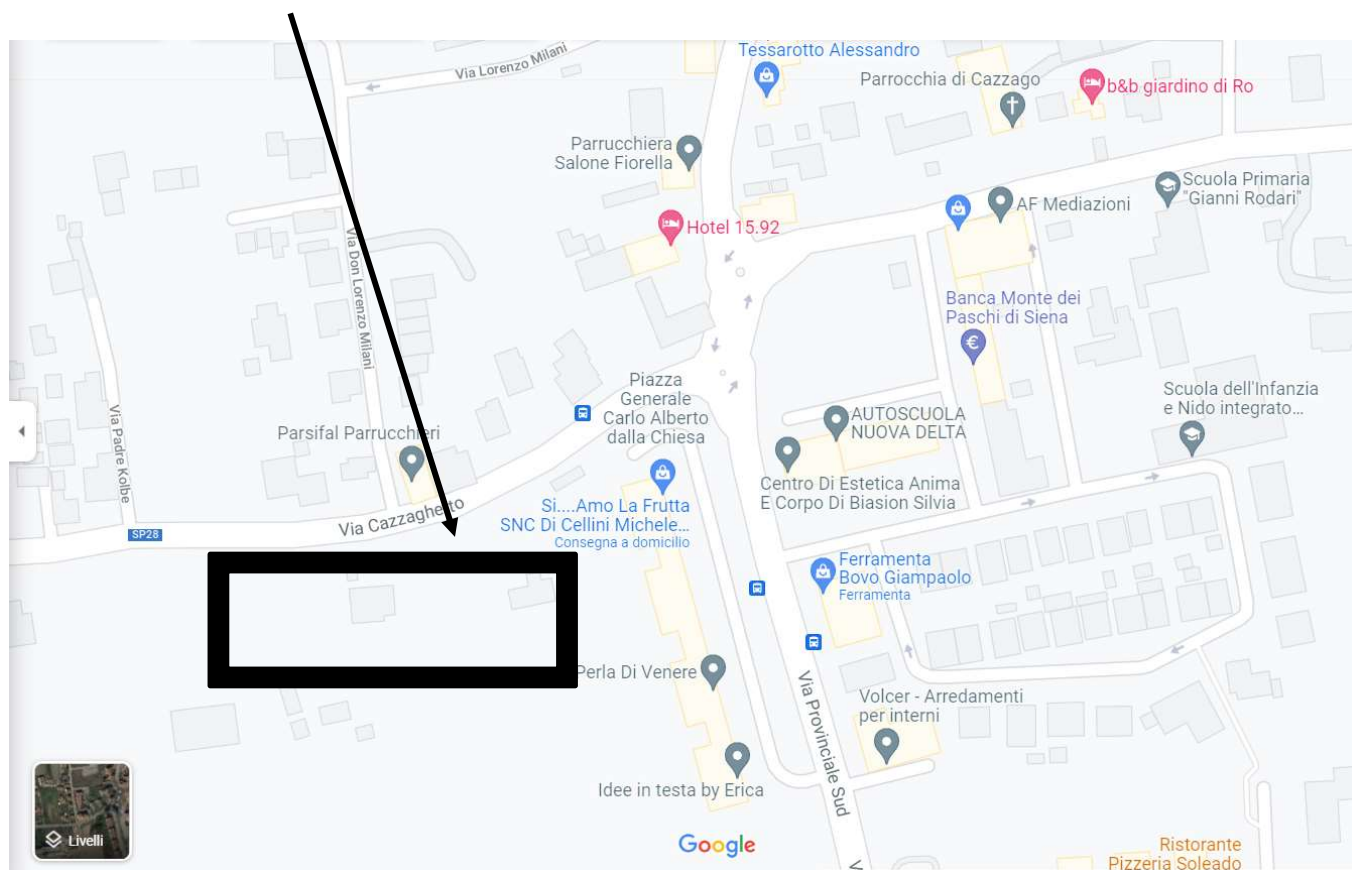 Tessarotto Alessandro
Via Lorenzo Milani
Parrocchia di Cazzago
b&b giardino di Ro
Parrucchiera
Salone Fiorella
Scuola Primaria
"Gianni Rodari"
AF Mediazioni
Hotel 15.92
Via Don Lorenzo Milani
Banca Monte dei
Paschi di Siena
€
Piazza
Generale
Carlo Alberto
dalla Chiesa
Scuola dell'Infanzia
e Nido integrato...
Via Padre Kolbe
Parsifal Parrucchieri
AUTOSCUOLA
NUOVA DELTA
Centro Di Estetica Anima
E Corpo Di Biasion Silvia
Via Cazzaghetto
SP28
Si....Amo La Frutta
SNC Di Cellini Michele...
Consegna a domicilio
Ferramenta
Bovo Giampaolo
Ferramenta
Perla Di Venere
Via Provinciale Sud
Volcer - Arredamenti
per interni
Idee in testa by Erica
Livelli
Google
V
Ristorante
Pizzeria Soleado